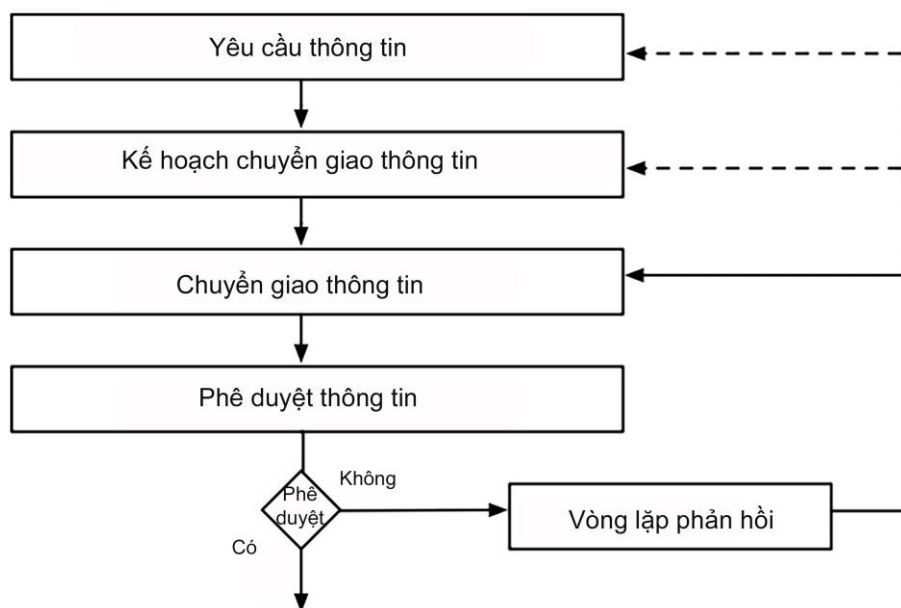 Yêu cầu thông tin
Kế hoạch chuyển giao thông tin
Chuyển giao thông tin
Phê duyệt thông tin
Phê
duyệt
Không
Có
Vòng lặp phản hồi